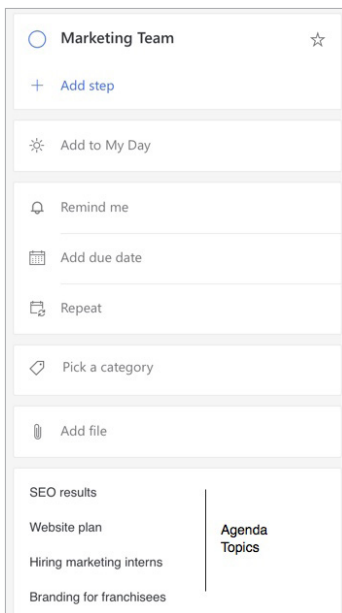 Marketing Team
Add step
Add to My Day
Remind me
Add due date
Repeat
Pick a category
Add file
SEO results
Website plan
Hiring marketing interns
Branding for franchisees
Agenda
Topics